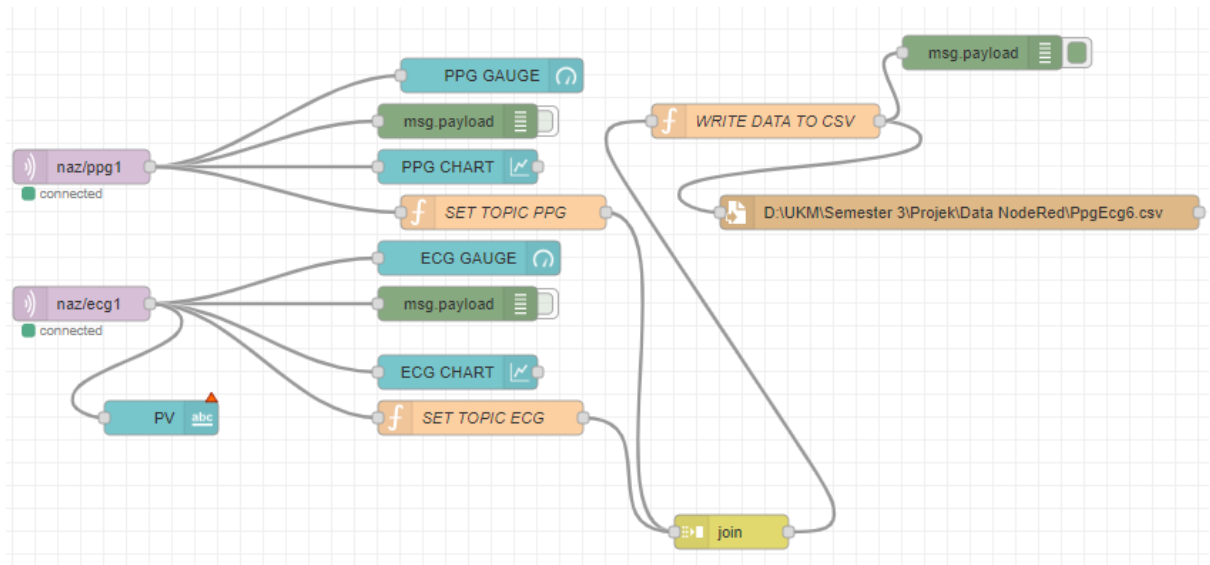 msg.payload
PPG GAUGE
msg.payload
WRITE DATA TO CSV
naz/ppg1
PPG CHART
connected
SET TOPIC PPG
D:\UKM\Semester 3\Projek\Data NodeRed\PpgEcg6.csv
ECG GAUGE
naz/ecg1
msg.payload
connected
ECG CHART
PV
abc
SET TOPIC ECG
join